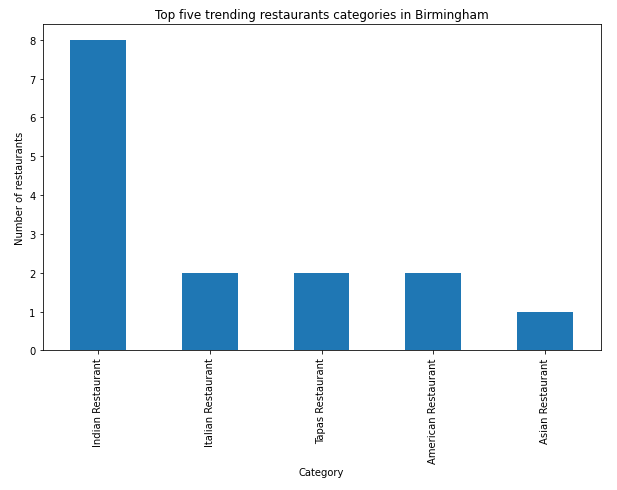 Top five trending restaurants categories in Birmingham
Number of restaurants
8
7
6
5
4
3
2
1
0
Indian Restaurant
Italian Restaurant
Tapas Restaurant
American Restaurant
Asian Restaurant
Category